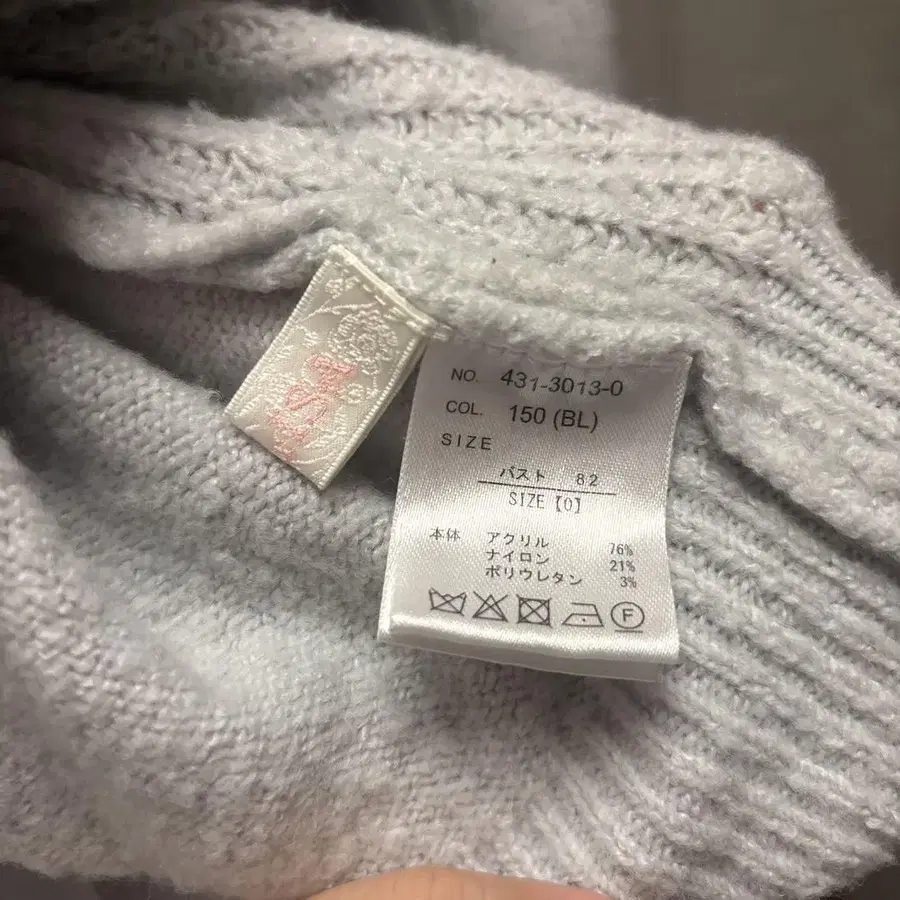 NO. 431-3013-0
COL. 150 (BL)
SIZE
バスト 82
SIZE【0】
本体 アクリル 76%
ナイロン 21%
ポリウレタン 3%
F